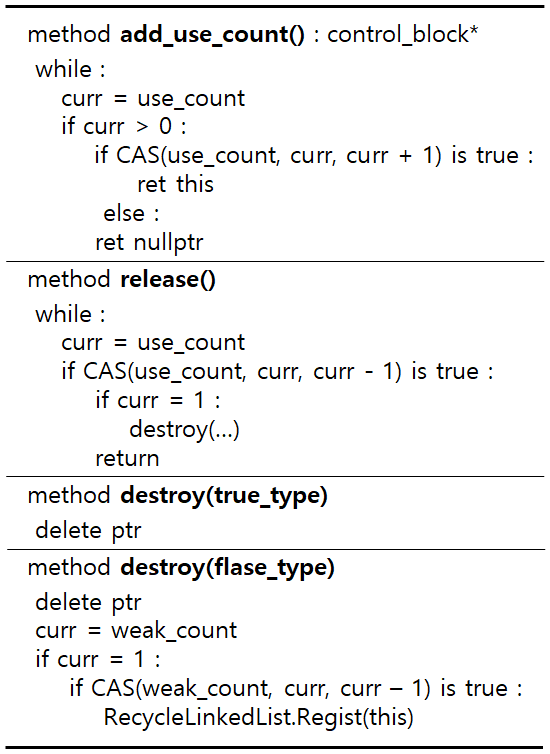 method add_use_count() : control_block*
while :
curr = use_count
if curr > 0 :
if CAS(use_count, curr, curr + 1) is true :
ret this
else :
ret nullptr
method release()
while :
curr = use_count
if CAS(use_count, curr, curr - 1) is true :
if curr = 1 :
destroy(...)
return
method destroy(true_type)
delete ptr
method destroy(flase_type)
delete ptr
curr = weak_count
if curr = 1 :
if CAS(weak_count, curr, curr – 1) is true :
RecycleLinkedList.Regist(this)